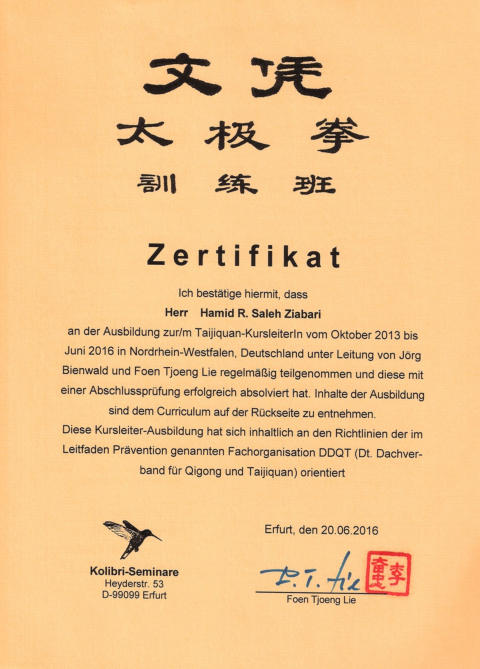 文凭
太极拳
訓练班
Zertifikat
Ich bestätige hiermit, dass
Herr Hamid R. Saleh Ziabari
an der Ausbildung zur/m Taijiquan-KursleiterIn vom Oktober 2013 bis
Juni 2016 in Nordrhein-Westfalen, Deutschland unter Leitung von Jörg
Bienwald und Foen Tjoeng Lie regelmäßig teilgenommen und diese mit
einer Abschlussprüfung erfolgreich absolviert hat. Inhalte der Ausbildung
sind dem Curriculum auf der Rückseite zu entnehmen.
Diese Kursleiter-Ausbildung hat sich inhaltlich an den Richtlinien der im
Leitfaden Prävention genannten Fachorganisation DDQT (Dt. Dachver-
band für Qigong und Taijiquan) orientiert
Erfurt, den 20.06.2016
Kolibri-Seminare
Heyderstr. 53
D-99099 Erfurt
Foen Tjoeng Lie